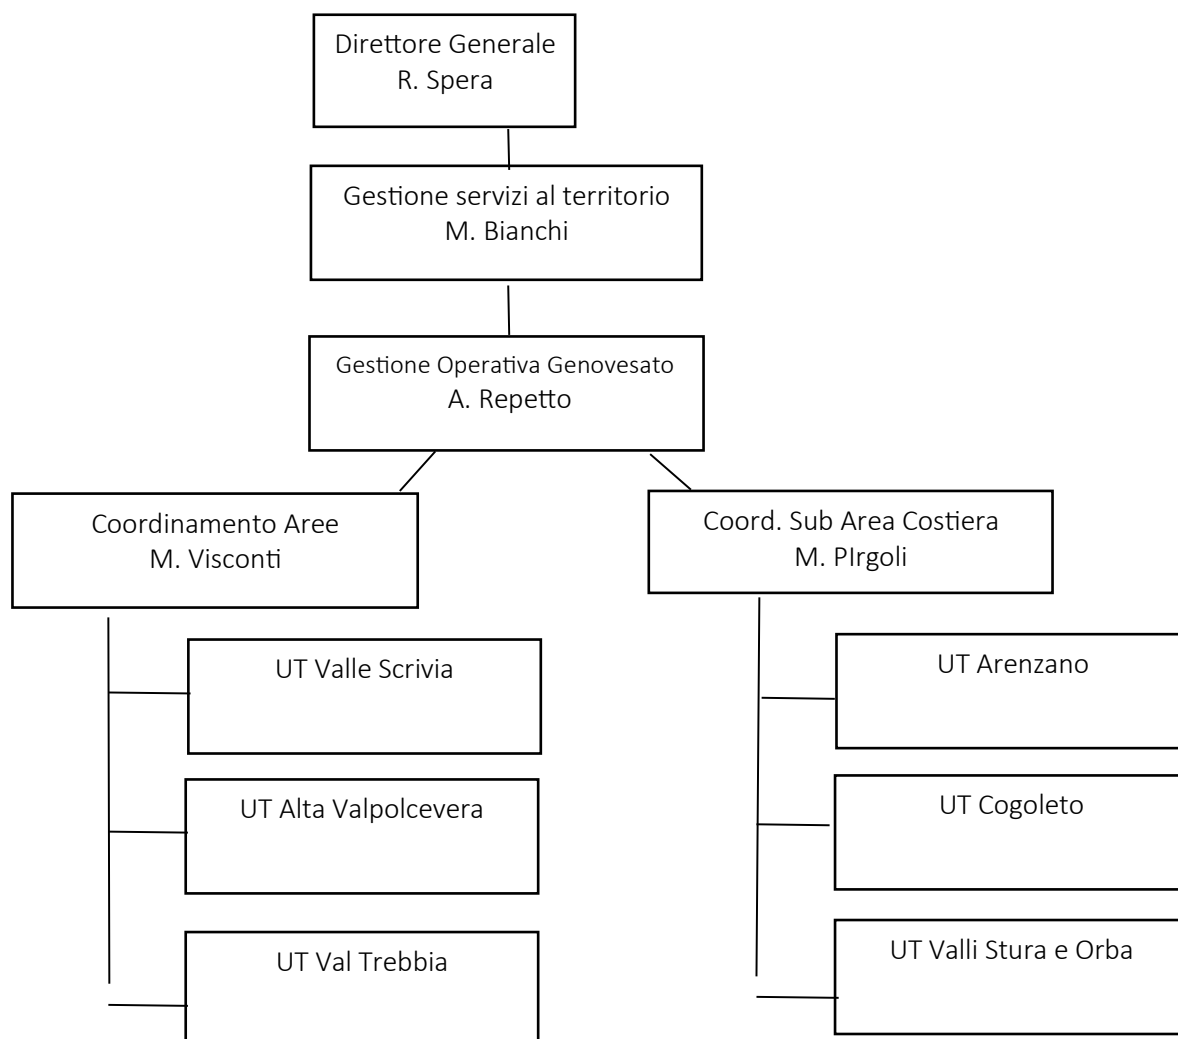 Direttore Generale
R. Spera
Gestione servizi al territorio
M. Bianchi
Gestione Operativa Genovesato
A. Repetto
Coordinamento Aree
M. Visconti
Coord. Sub Area Costiera
M. PIrgoli
UT Valle Scrivia
UT Arenzano
UT Alta Valpolcevera
UT Cogoleto
UT Val Trebbia
UT Valli Stura e Orba